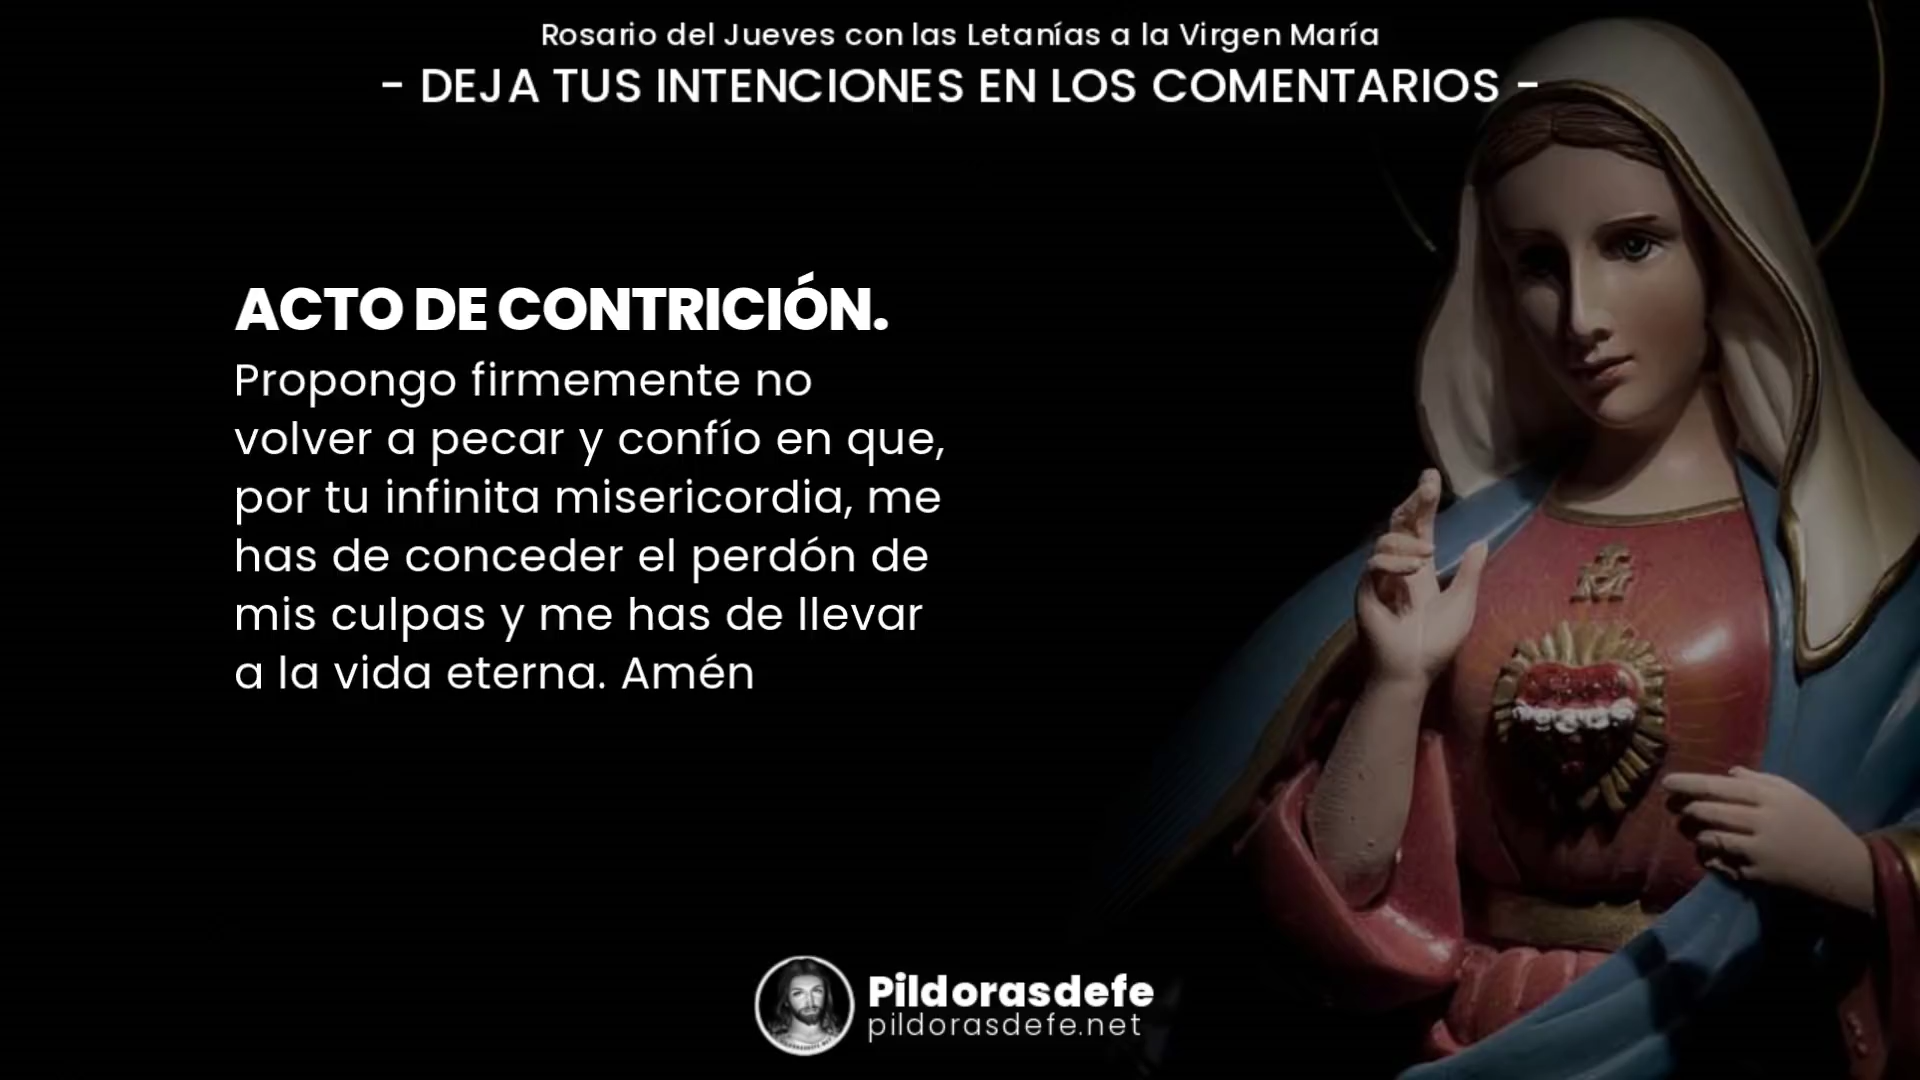 Rosario del Jueves con las Letanías a la Virgen María
- DEJA TUS INTENCIONES EN LOS COMENTARIOS -
ACTO DE CONTRICIÓN.
Propongo firmemente no
volver a pecar y confío en que,
por tu infinita misericordia, me
has de conceder el perdón de
mis culpas y me has de llevar
a la vida eterna. Amén
Pildorasdefe
pildorasdefe.net